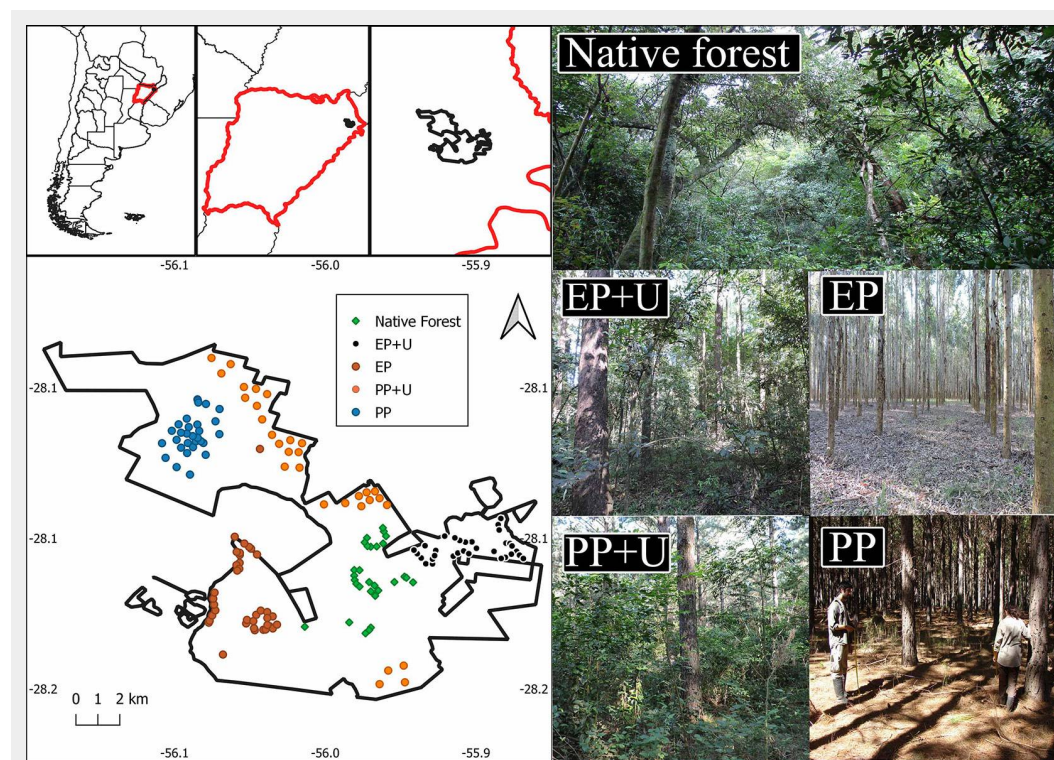 Native forest
-56.1 -56.0 -55.9
EP+U
EP
Native Forest
EP+U
EP
PP+U
PP
-28.1 -28.1
-28.1 -28.1
PP+U
PP
-28.2 -28.2
0 1 2 km
-56.1 -56.0 -55.9